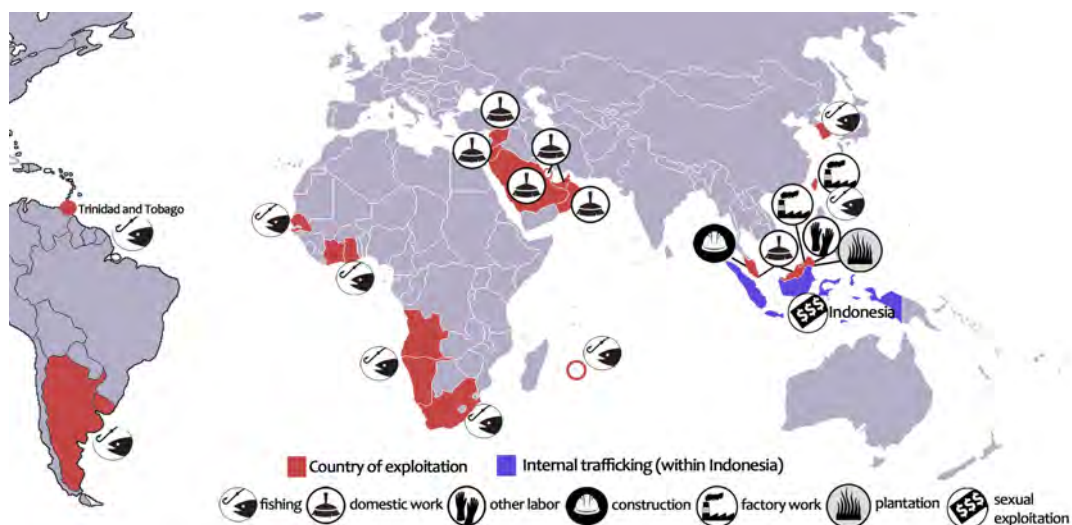 Trinidad and Tobago
$$$ Indonesia
Country of exploitation
Internal trafficking (within Indonesia)
fishing
domestic work
other labor
construction
factory work
plantation
$$$
sexual
exploitation